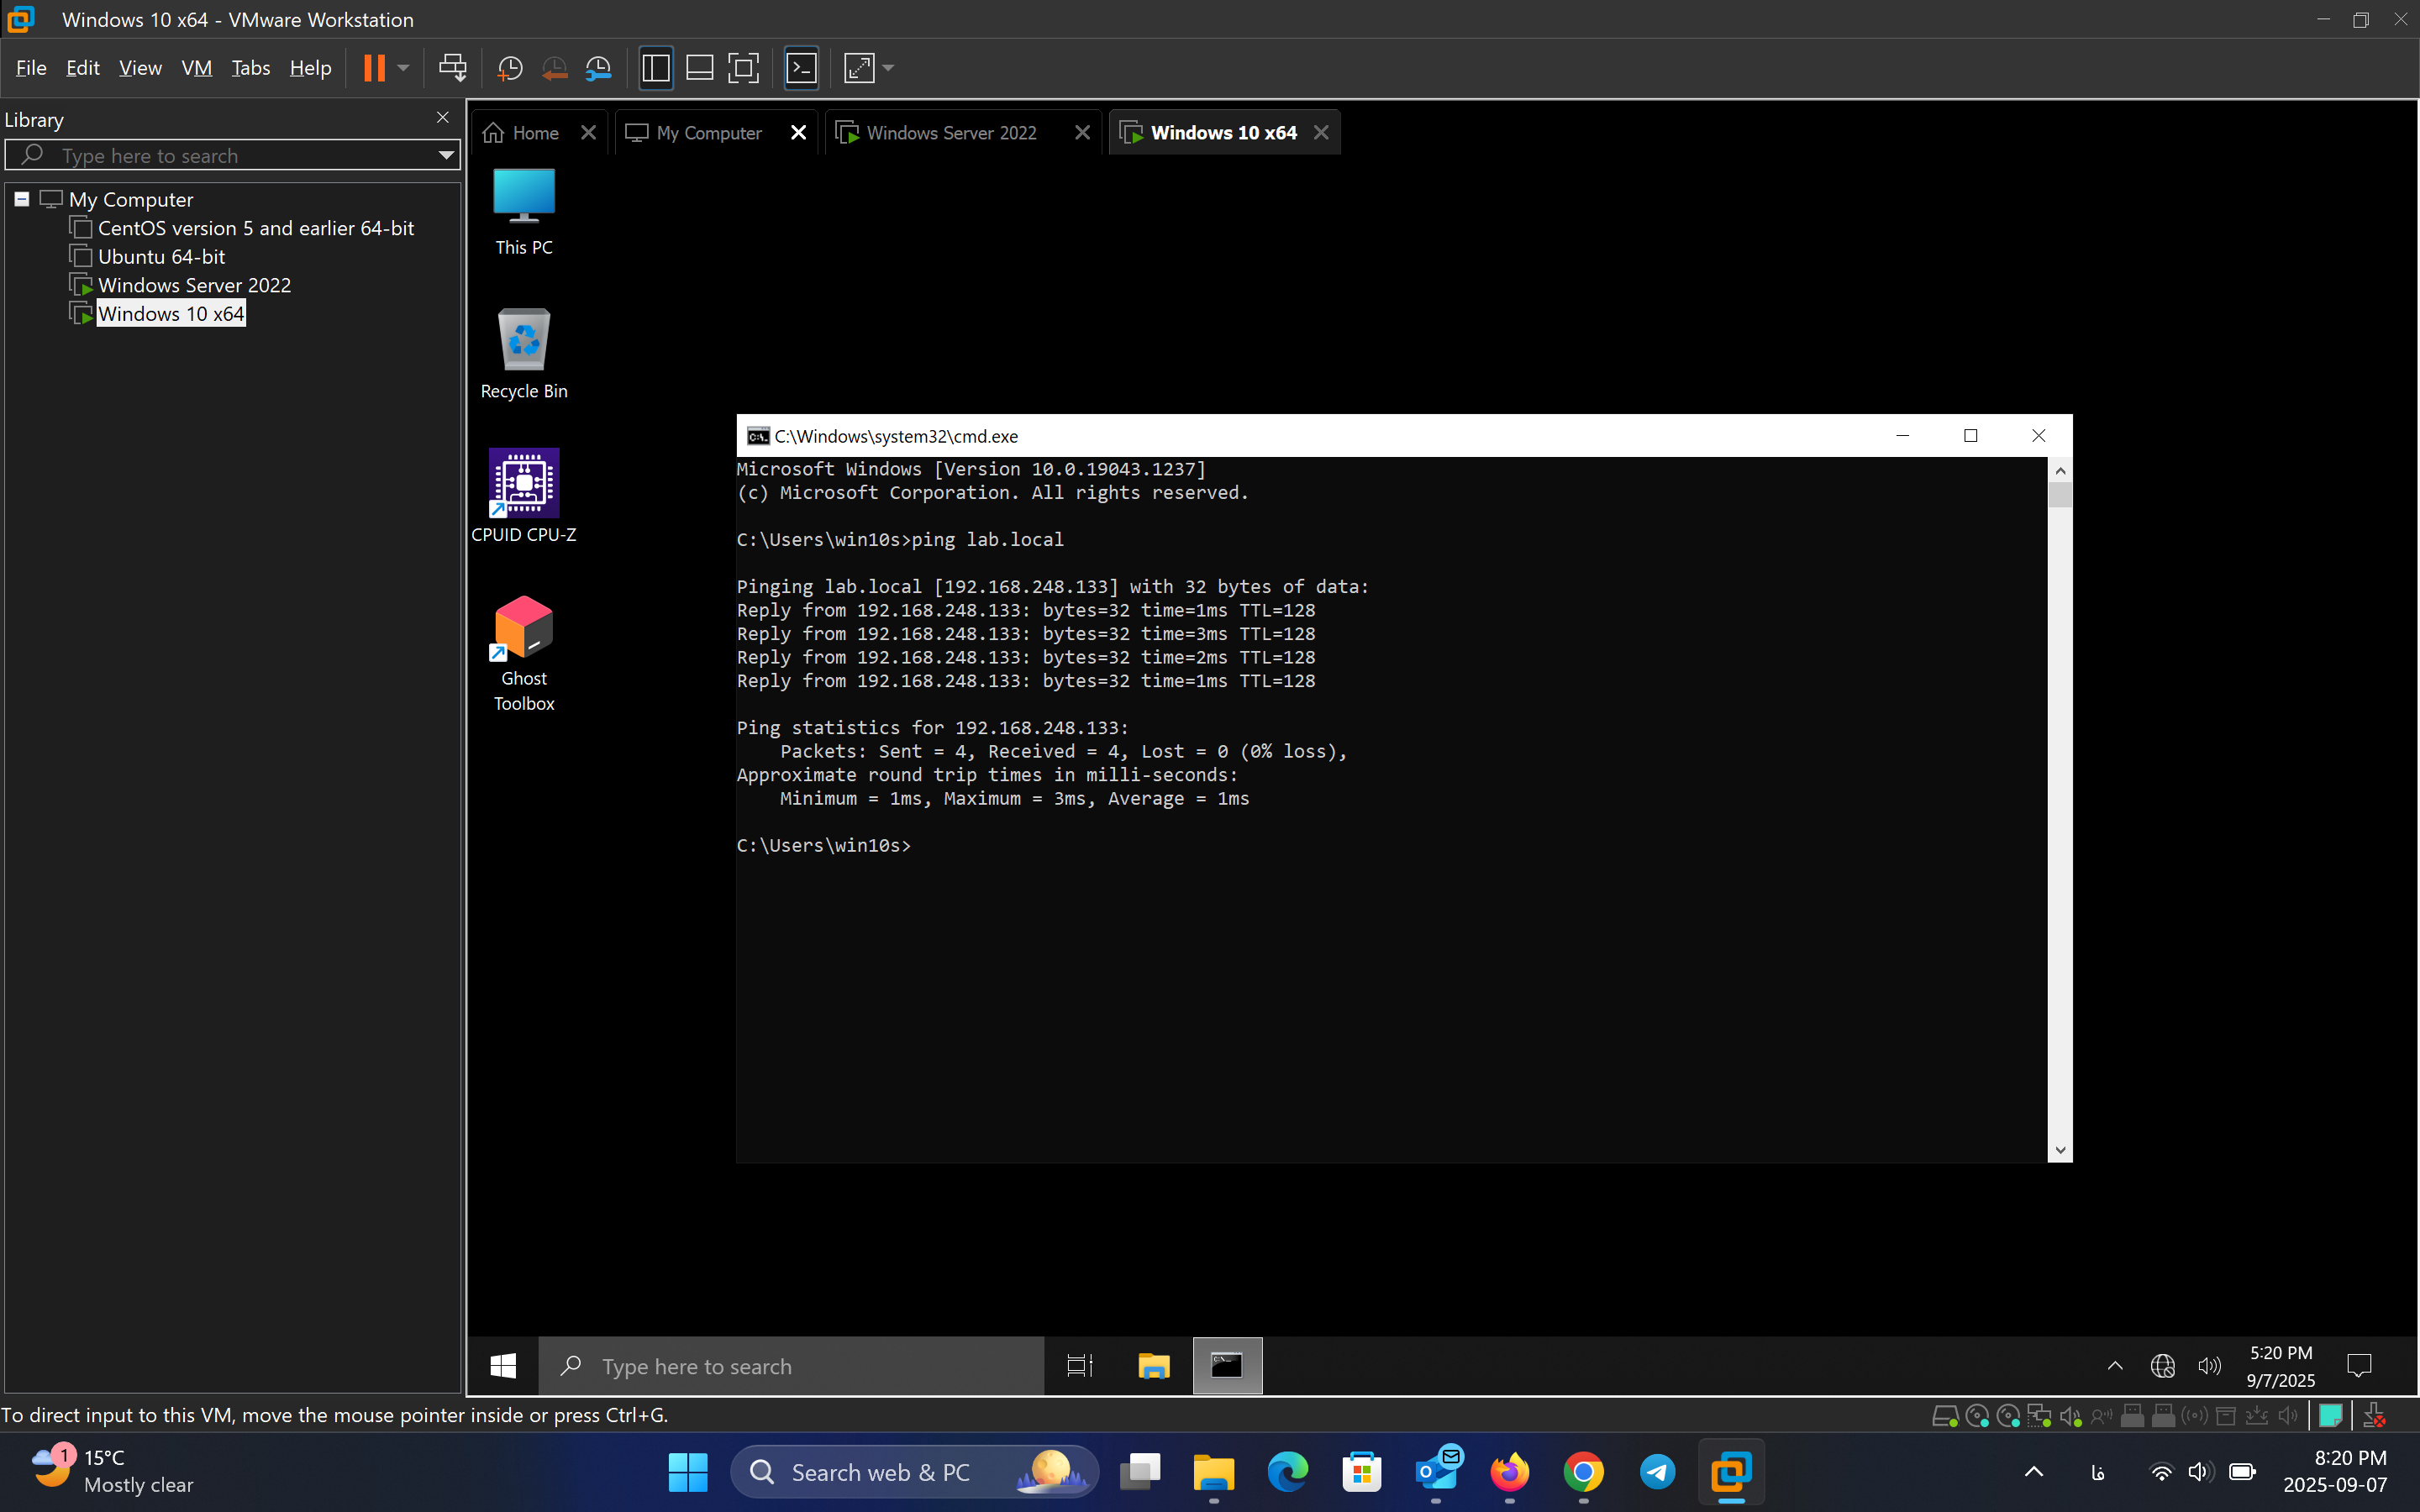 Windows 10 x64 - VMware Workstation
File Edit View VM Tabs Help
Library
Type here to search
My Computer
CentOS version 5 and earlier 64-bit
Ubuntu 64-bit
Windows Server 2022
Windows 10 x64
Home
My Computer
Windows Server 2022
Windows 10 x64
This PC
Recycle Bin
CPUID CPU-Z
Ghost
Toolbox
C:\Windows\system32\cmd.exe
Microsoft Windows [Version 10.0.19043.1237]
(c) Microsoft Corporation. All rights reserved.
C:\Users\win10s>ping lab.local
Pinging lab.local [192.168.248.133] with 32 bytes of data:
Reply from 192.168.248.133: bytes=32 time=1ms TTL=128
Reply from 192.168.248.133: bytes=32 time=3ms TTL=128
Reply from 192.168.248.133: bytes=32 time=2ms TTL=128
Reply from 192.168.248.133: bytes=32 time=1ms TTL=128
Ping statistics for 192.168.248.133:
Packets: Sent = 4, Received = 4, Lost = 0 (0% loss),
Approximate round trip times in milli-seconds:
Minimum = 1ms, Maximum = 3ms, Average = 1ms
C:\Users\win10s>
Type here to search
5:20 PM
9/7/2025
To direct input to this VM, move the mouse pointer inside or press Ctrl+G.
1
15°C
Mostly clear
Search web & PC
فا
8:20 PM
2025-09-07